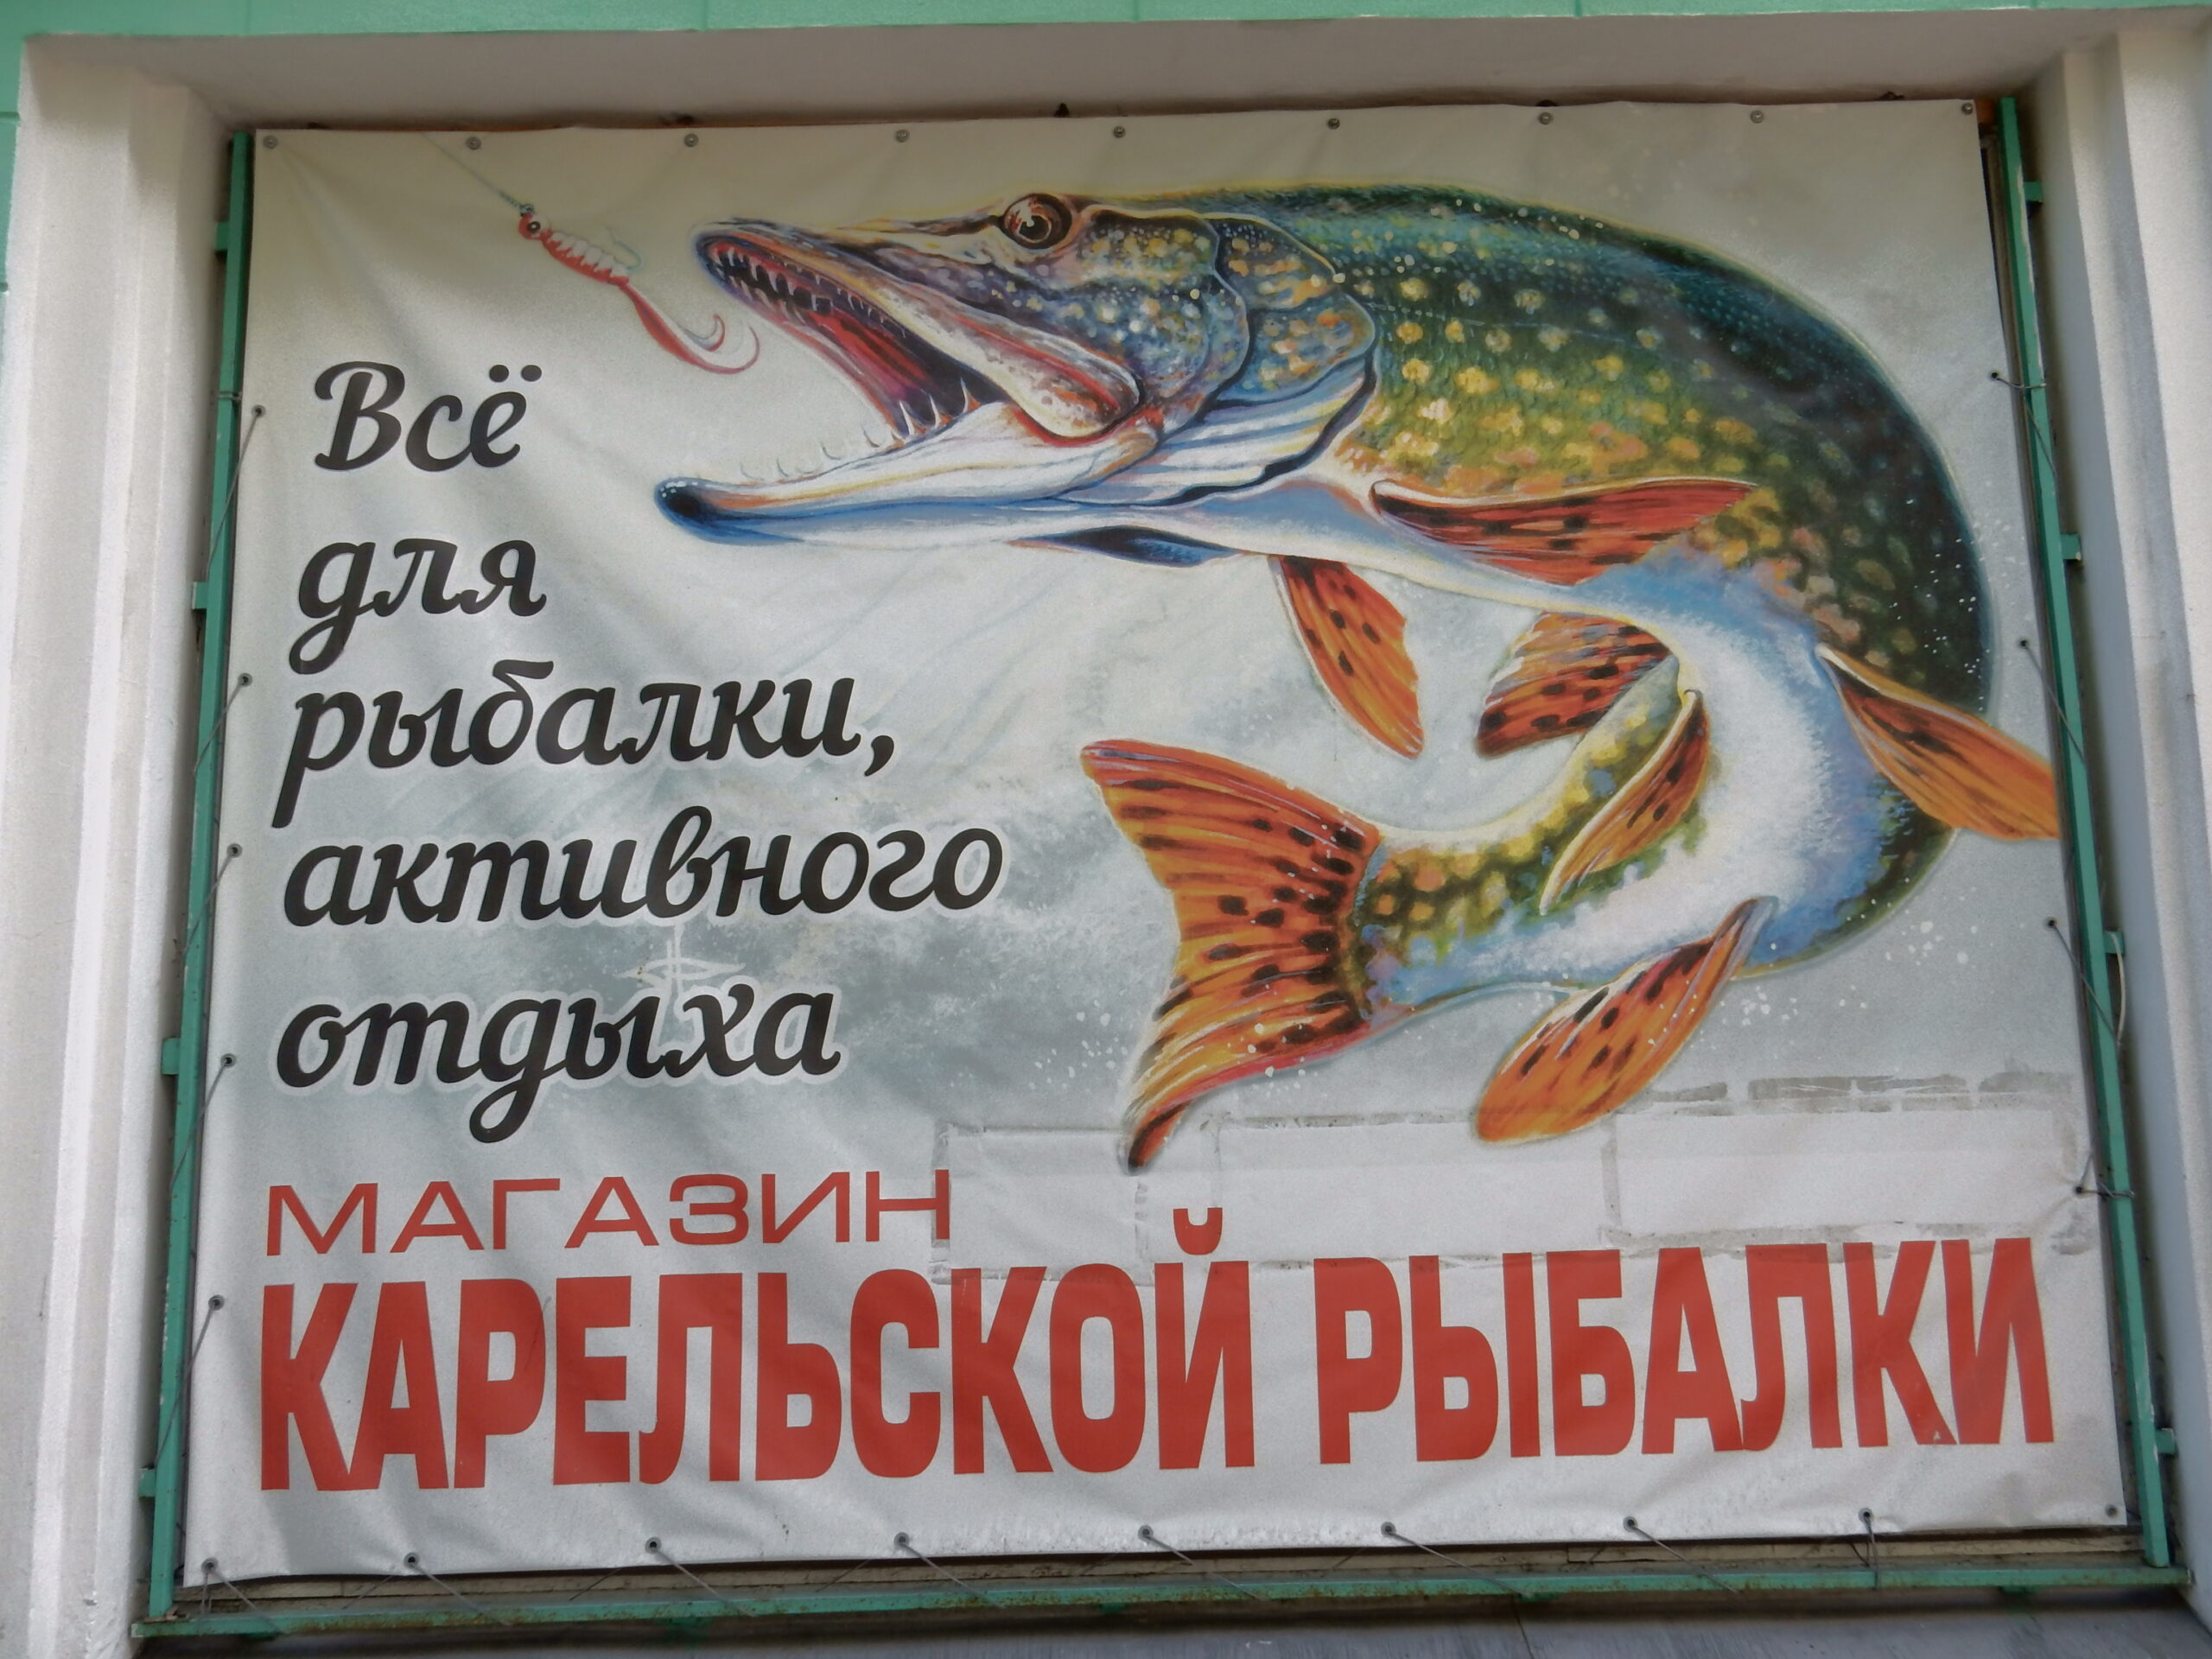 Всё
для
рыбалки,
активного
отдыха
МАГАЗИН
КАРЕЛЬСКОЙ РЫБАЛКИ